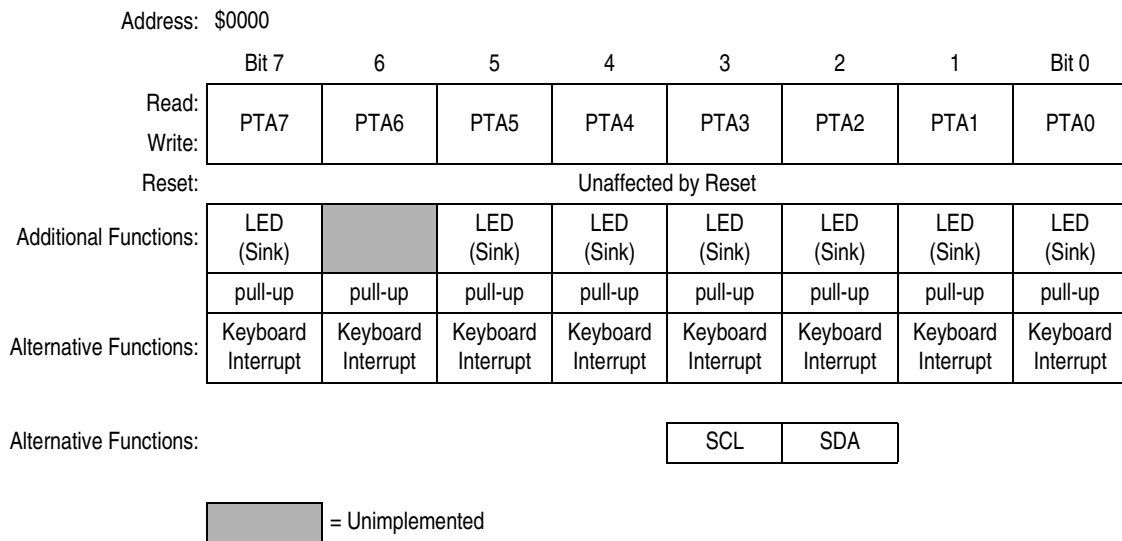 Address: $0000
Bit 7 6 5 4 3 2 1 Bit 0
Read:
PTA7 PTA6 PTA5 PTA4 PTA3 PTA2 PTA1 PTA0
Write:
Reset: Unaffected by Reset
Additional Functions: LED (Sink) LED (Sink) LED (Sink) LED (Sink) LED (Sink) LED (Sink) LED (Sink)
pull-up pull-up pull-up pull-up pull-up pull-up pull-up pull-up
Alternative Functions: Keyboard Interrupt Keyboard Interrupt Keyboard Interrupt Keyboard Interrupt Keyboard Interrupt Keyboard Interrupt Keyboard Interrupt Keyboard Interrupt
Alternative Functions: SCL SDA
= Unimplemented